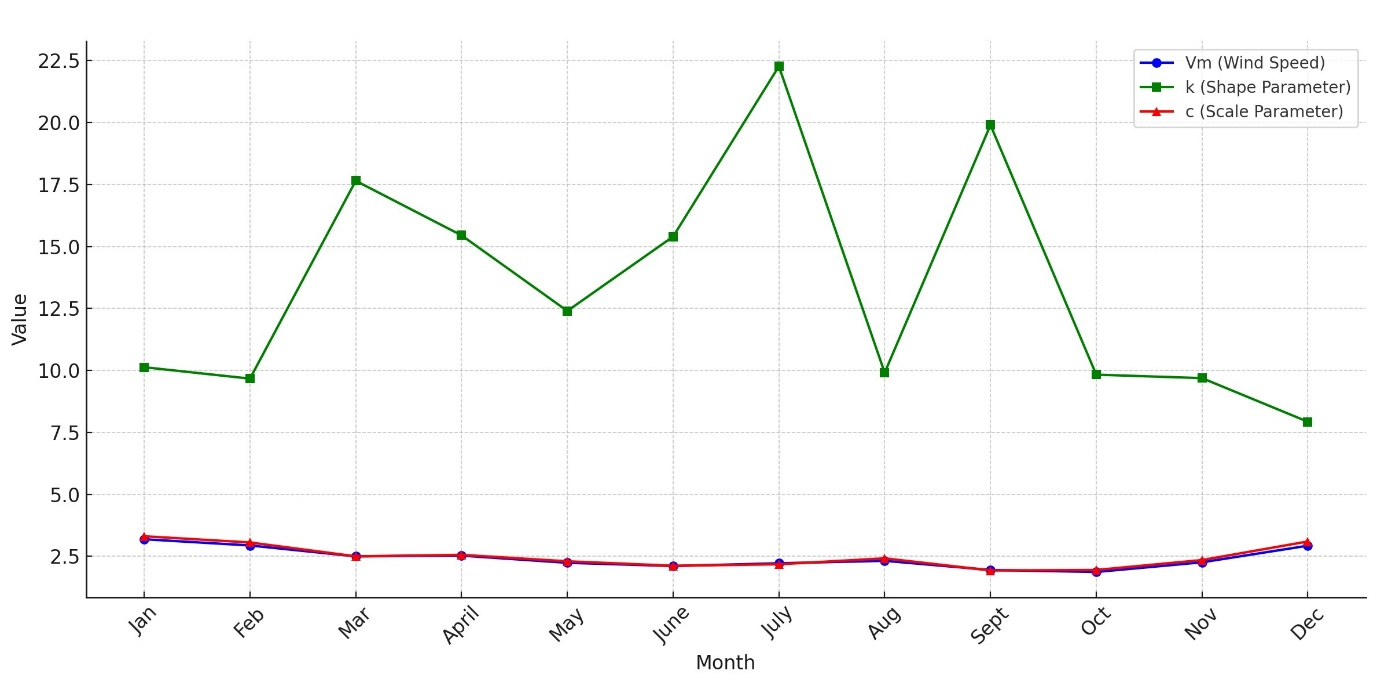 22.5
20.0
17.5
15.0
12.5
10.0
7.5
5.0
2.5
Value
Vm (Wind Speed)
k (Shape Parameter)
c (Scale Parameter)
Jan
Feb
Mar
April
May
June
July
Aug
Sept
Oct
Nov
Dec
Month